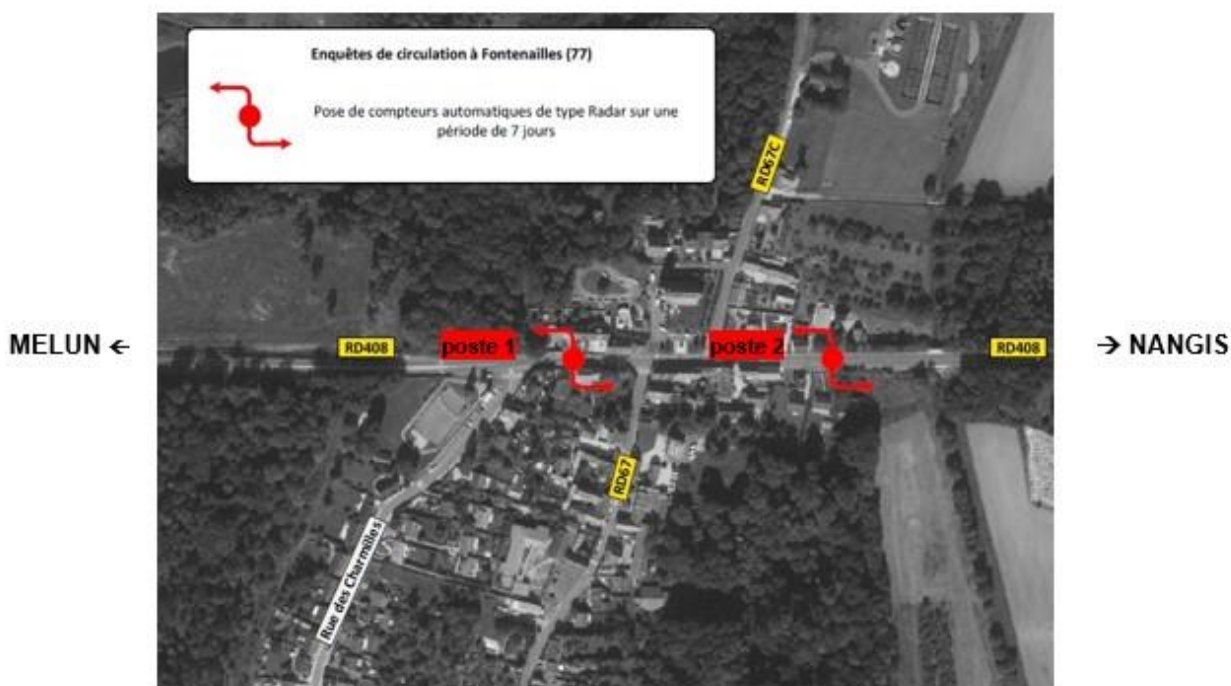 Enquêtes de circulation à Fontenailles (77)
Pose de compteurs automatiques de type Radar sur une
période de 7 jours
RD67C
MELUN ←
RD408
poste 1
poste 2
RD408
→ NANGIS
RD67
Rue des Charmilles